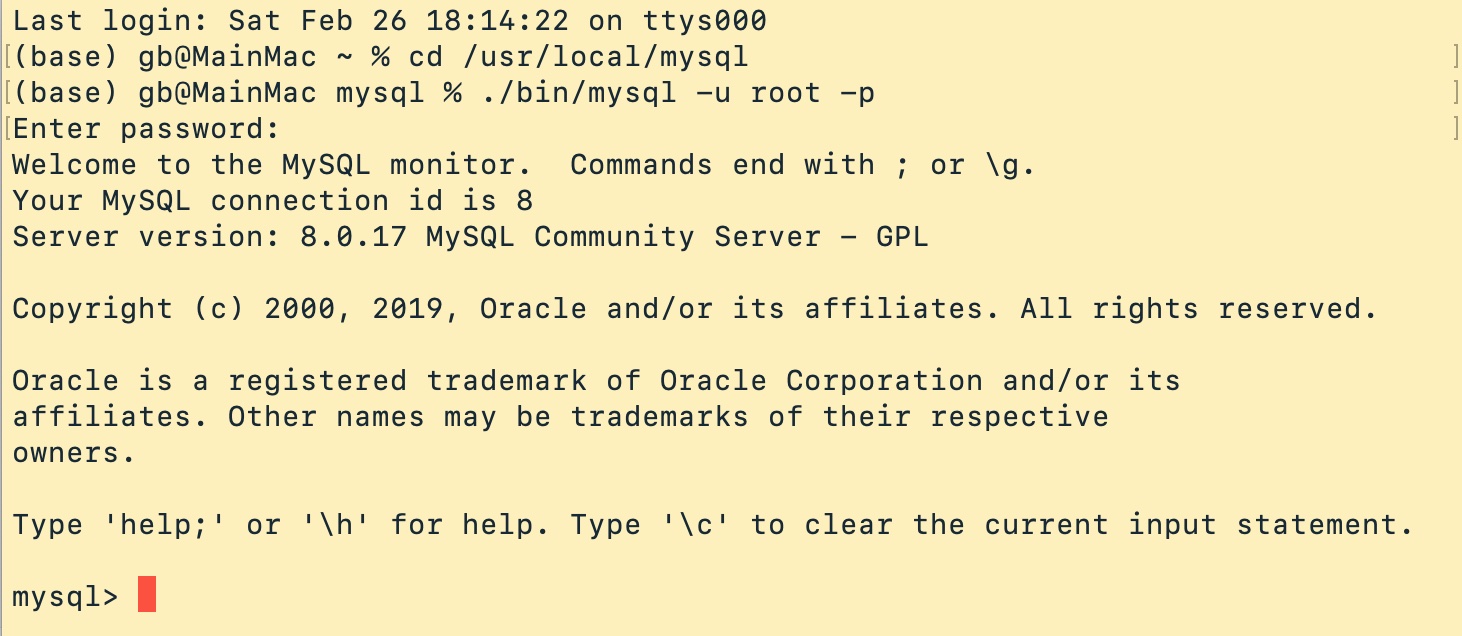 Last login: Sat Feb 26 18:14:22 on ttys000
[(base) gb@MainMac ~ % cd /usr/local/mysql ]
[(base) gb@MainMac mysql % ./bin/mysql -u root -p ]
[Enter password: ]
Welcome to the MySQL monitor.  Commands end with ; or \g.
Your MySQL connection id is 8
Server version: 8.0.17 MySQL Community Server - GPL

Copyright (c) 2000, 2019, Oracle and/or its affiliates. All rights reserved.

Oracle is a registered trademark of Oracle Corporation and/or its
affiliates. Other names may be trademarks of their respective
owners.

Type 'help;' or '\h' for help. Type '\c' to clear the current input statement.

mysql>